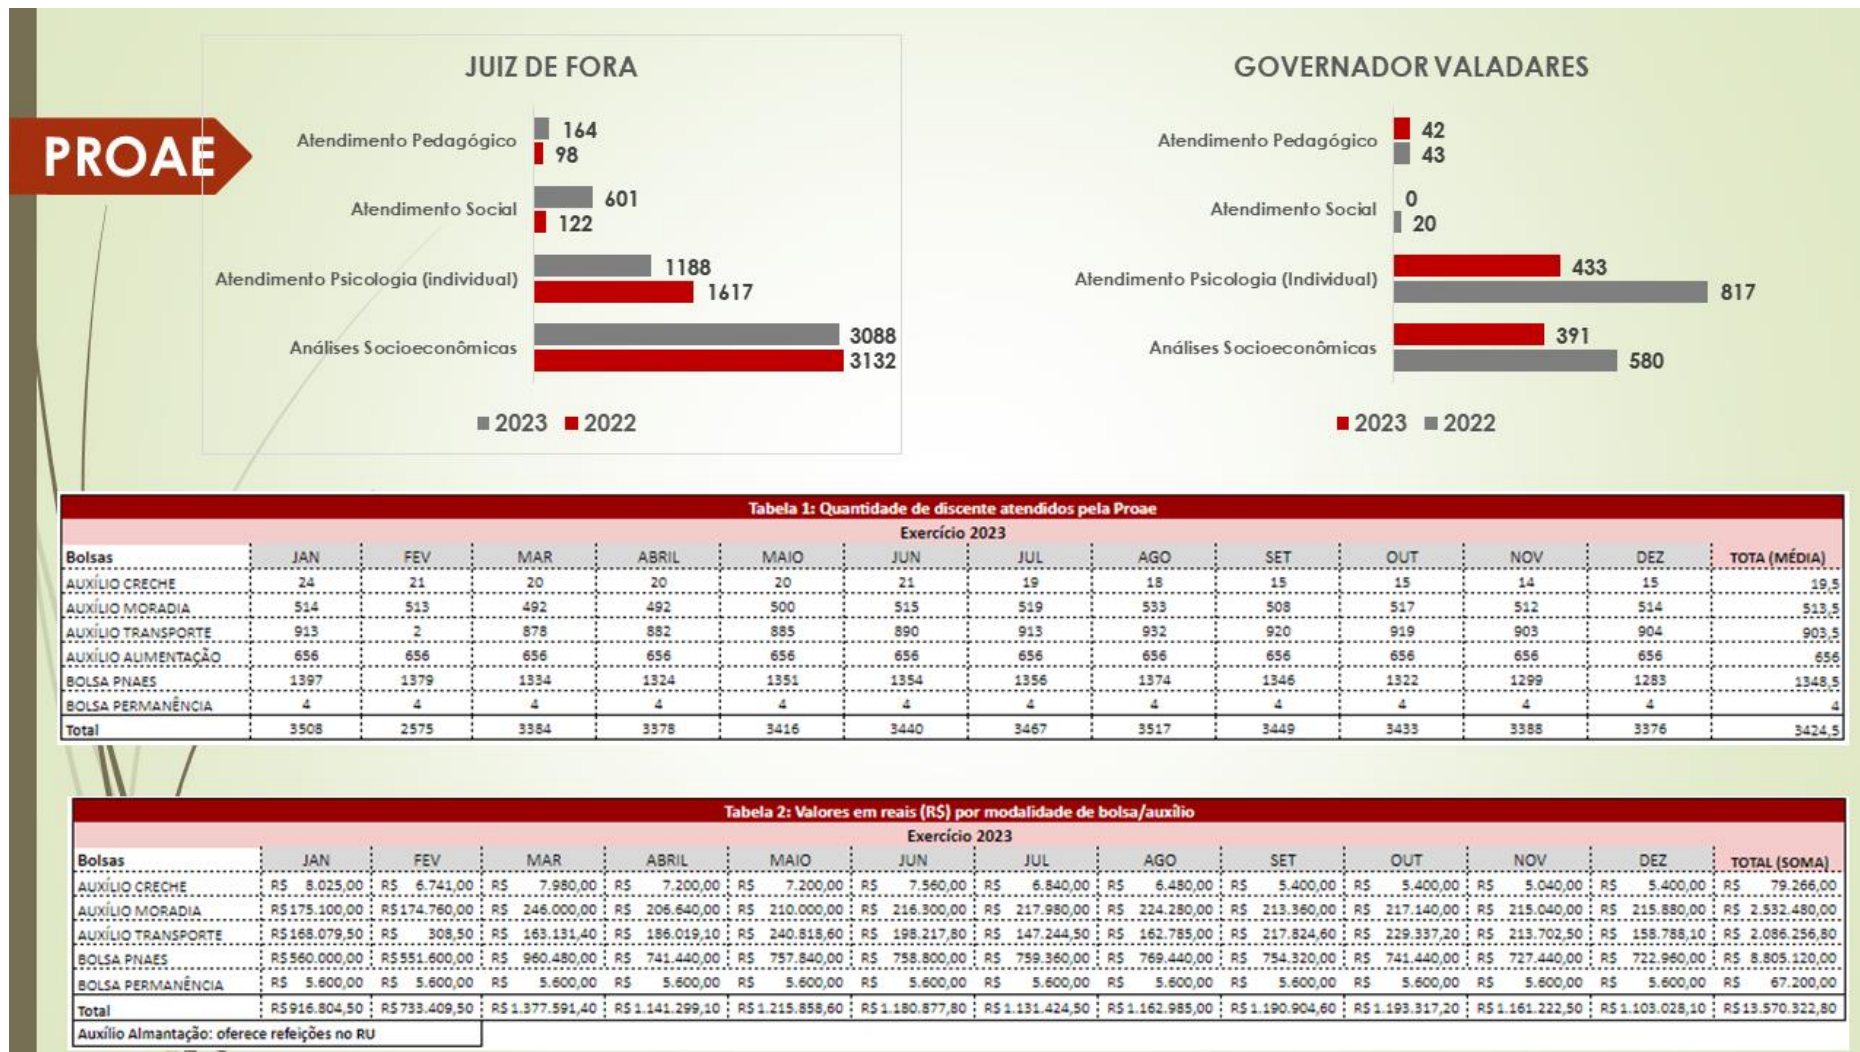 PROAE
JUIZ DE FORA
Atendimento Pedagógico 164
98
Atendimento Social 601
122
Atendimento Psicologia (individual) 1188
1617
Análises Socioeconômicas 3088
3132
2023 2022
GOVERNADOR VALADARES
Atendimento Pedagógico 42
43
Atendimento Social 0
20
Atendimento Psicologia (Individual) 433
817
Análises Socioeconômicas 391
580
2023 2022
Tabela 1: Quantidade de discente atendidos pela Proae
Exercício 2023
Bolsas JAN FEV MAR ABRIL MAIO JUN JUL AGO SET OUT NOV DEZ TOTA (MÉDIA)
AUXÍLIO CRECHE 24 21 20 20 20 21 19 18 15 15 14 15 19,5
AUXÍLIO MORADIA 514 513 492 492 500 515 519 533 508 517 512 514 513,5
AUXÍLIO TRANSPORTE 913 2 878 882 885 890 913 932 920 919 903 904 903,5
AUXÍLIO ALIMENTAÇÃO 656 656 656 656 656 656 656 656 656 656 656 656 656
BOLSA PNAES 1397 1379 1334 1324 1351 1354 1356 1374 1346 1322 1299 1283 1348,5
BOLSA PERMANÊNCIA 4 4 4 4 4 4 4 4 4 4 4 4 4
Total 3508 2575 3384 3378 3416 3440 3467 3517 3449 3433 3388 3376 3424,5
Tabela 2: Valores em reais (R$) por modalidade de bolsa/auxílio
Exercício 2023
Bolsas JAN FEV MAR ABRIL MAIO JUN JUL AGO SET OUT NOV DEZ TOTAL (SOMA)
AUXÍLIO CRECHE R$ 8.025,00 R$ 6.741,00 R$ 7.980,00 R$ 7.200,00 R$ 7.200,00 R$ 7.560,00 R$ 6.840,00 R$ 6.480,00 R$ 5.400,00 R$ 5.400,00 R$ 5.040,00 R$ 5.400,00 R$ 79.266,00
AUXÍLIO MORADIA R$175.100,00 R$174.760,00 R$ 246.000,00 R$ 206.640,00 R$ 210.000,00 R$ 216.300,00 R$ 217.980,00 R$ 224.280,00 R$ 213.360,00 R$ 217.140,00 R$ 215.040,00 R$ 215.880,00 R$ 2.532.480,00
AUXÍLIO TRANSPORTE R$168.079,50 R$ 308,50 R$ 163.131,40 R$ 186.019,10 R$ 240.818,60 R$ 198.217,80 R$ 147.244,50 R$ 162.785,00 R$ 217.824,60 R$ 229.337,20 R$ 213.702,50 R$ 158.788,10 R$ 2.086.256,80
BOLSA PNAES R$560.000,00 R$551.600,00 R$ 960.480,00 R$ 741.440,00 R$ 757.840,00 R$ 758.800,00 R$ 759.360,00 R$ 769.440,00 R$ 754.320,00 R$ 741.440,00 R$ 727.440,00 R$ 722.960,00 R$ 8.805.120,00
BOLSA PERMANÊNCIA R$ 5.600,00 R$ 5.600,00 R$ 5.600,00 R$ 5.600,00 R$ 5.600,00 R$ 5.600,00 R$ 5.600,00 R$ 5.600,00 R$ 5.600,00 R$ 5.600,00 R$ 5.600,00 R$ 5.600,00 R$ 67.200,00
Total R$916.804,50 R$733.409,50 R$1.377.591,40 R$1.141.299,10 R$1.215.858,60 R$1.180.877,80 R$1.131.424,50 R$1.162.985,00 R$1.190.904,60 R$1.193.317,20 R$1.161.222,50 R$1.103.028,10 R$13.570.322,80
Auxílio Almantação: oferece refeições no RU